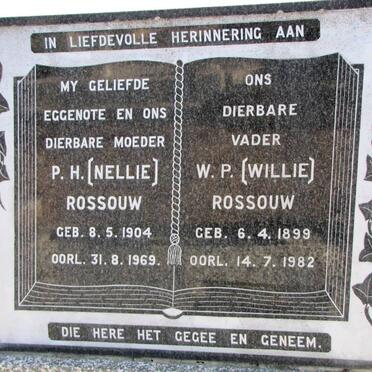 IN LIEFDEVOLLE HERINNERING AAN
MY GELIEFDE
EGGENOTE EN ONS
DIERBARE MOEDER
P. H. (NELLIE)
ROSSOUW
GEB. 8. 5. 1904
OORL. 31. 8. 1969.
ONS
DIERBARE
VADER
W. P. (WILLIE)
ROSSOUW
GEB. 6. 4. 1899
OORL. 14. 7. 1982
DIE HERE HET GEGEE EN GENEEM.